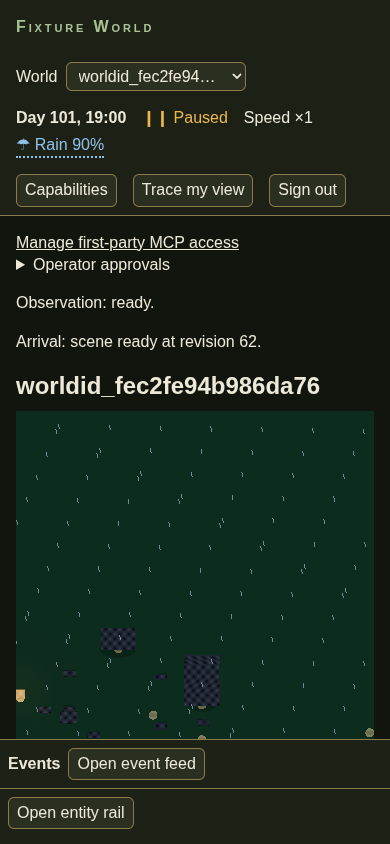 Fixture World
World worldid_fec2fe94…
Day 101, 19:00 ❙❙ Paused Speed ×1
☂ Rain 90%
Capabilities Trace my view Sign out
Manage first-party MCP access
▶ Operator approvals
Observation: ready.
Arrival: scene ready at revision 62.
worldid_fec2fe94b986da76
Events Open event feed
Open entity rail